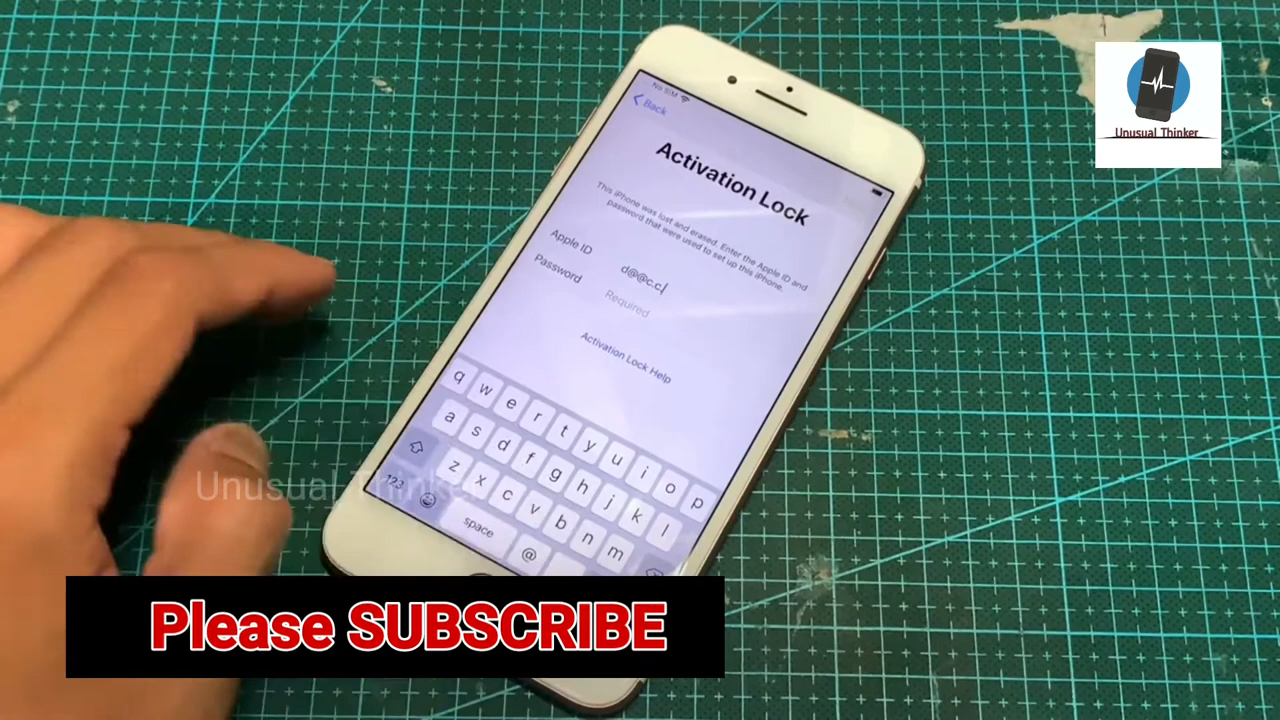 No SIM
Back
Activation Lock
This iPhone was lost and erased. Enter the Apple ID and
password that were used to set up this iPhone.
Apple ID d@@c.c.
Password Required
Activation Lock Help
q w e r t y u i o p
a s d f g h j k l
z x c v b n m
123 space @
Unusual Thinker
Unusual Thinker
Please SUBSCRIBE